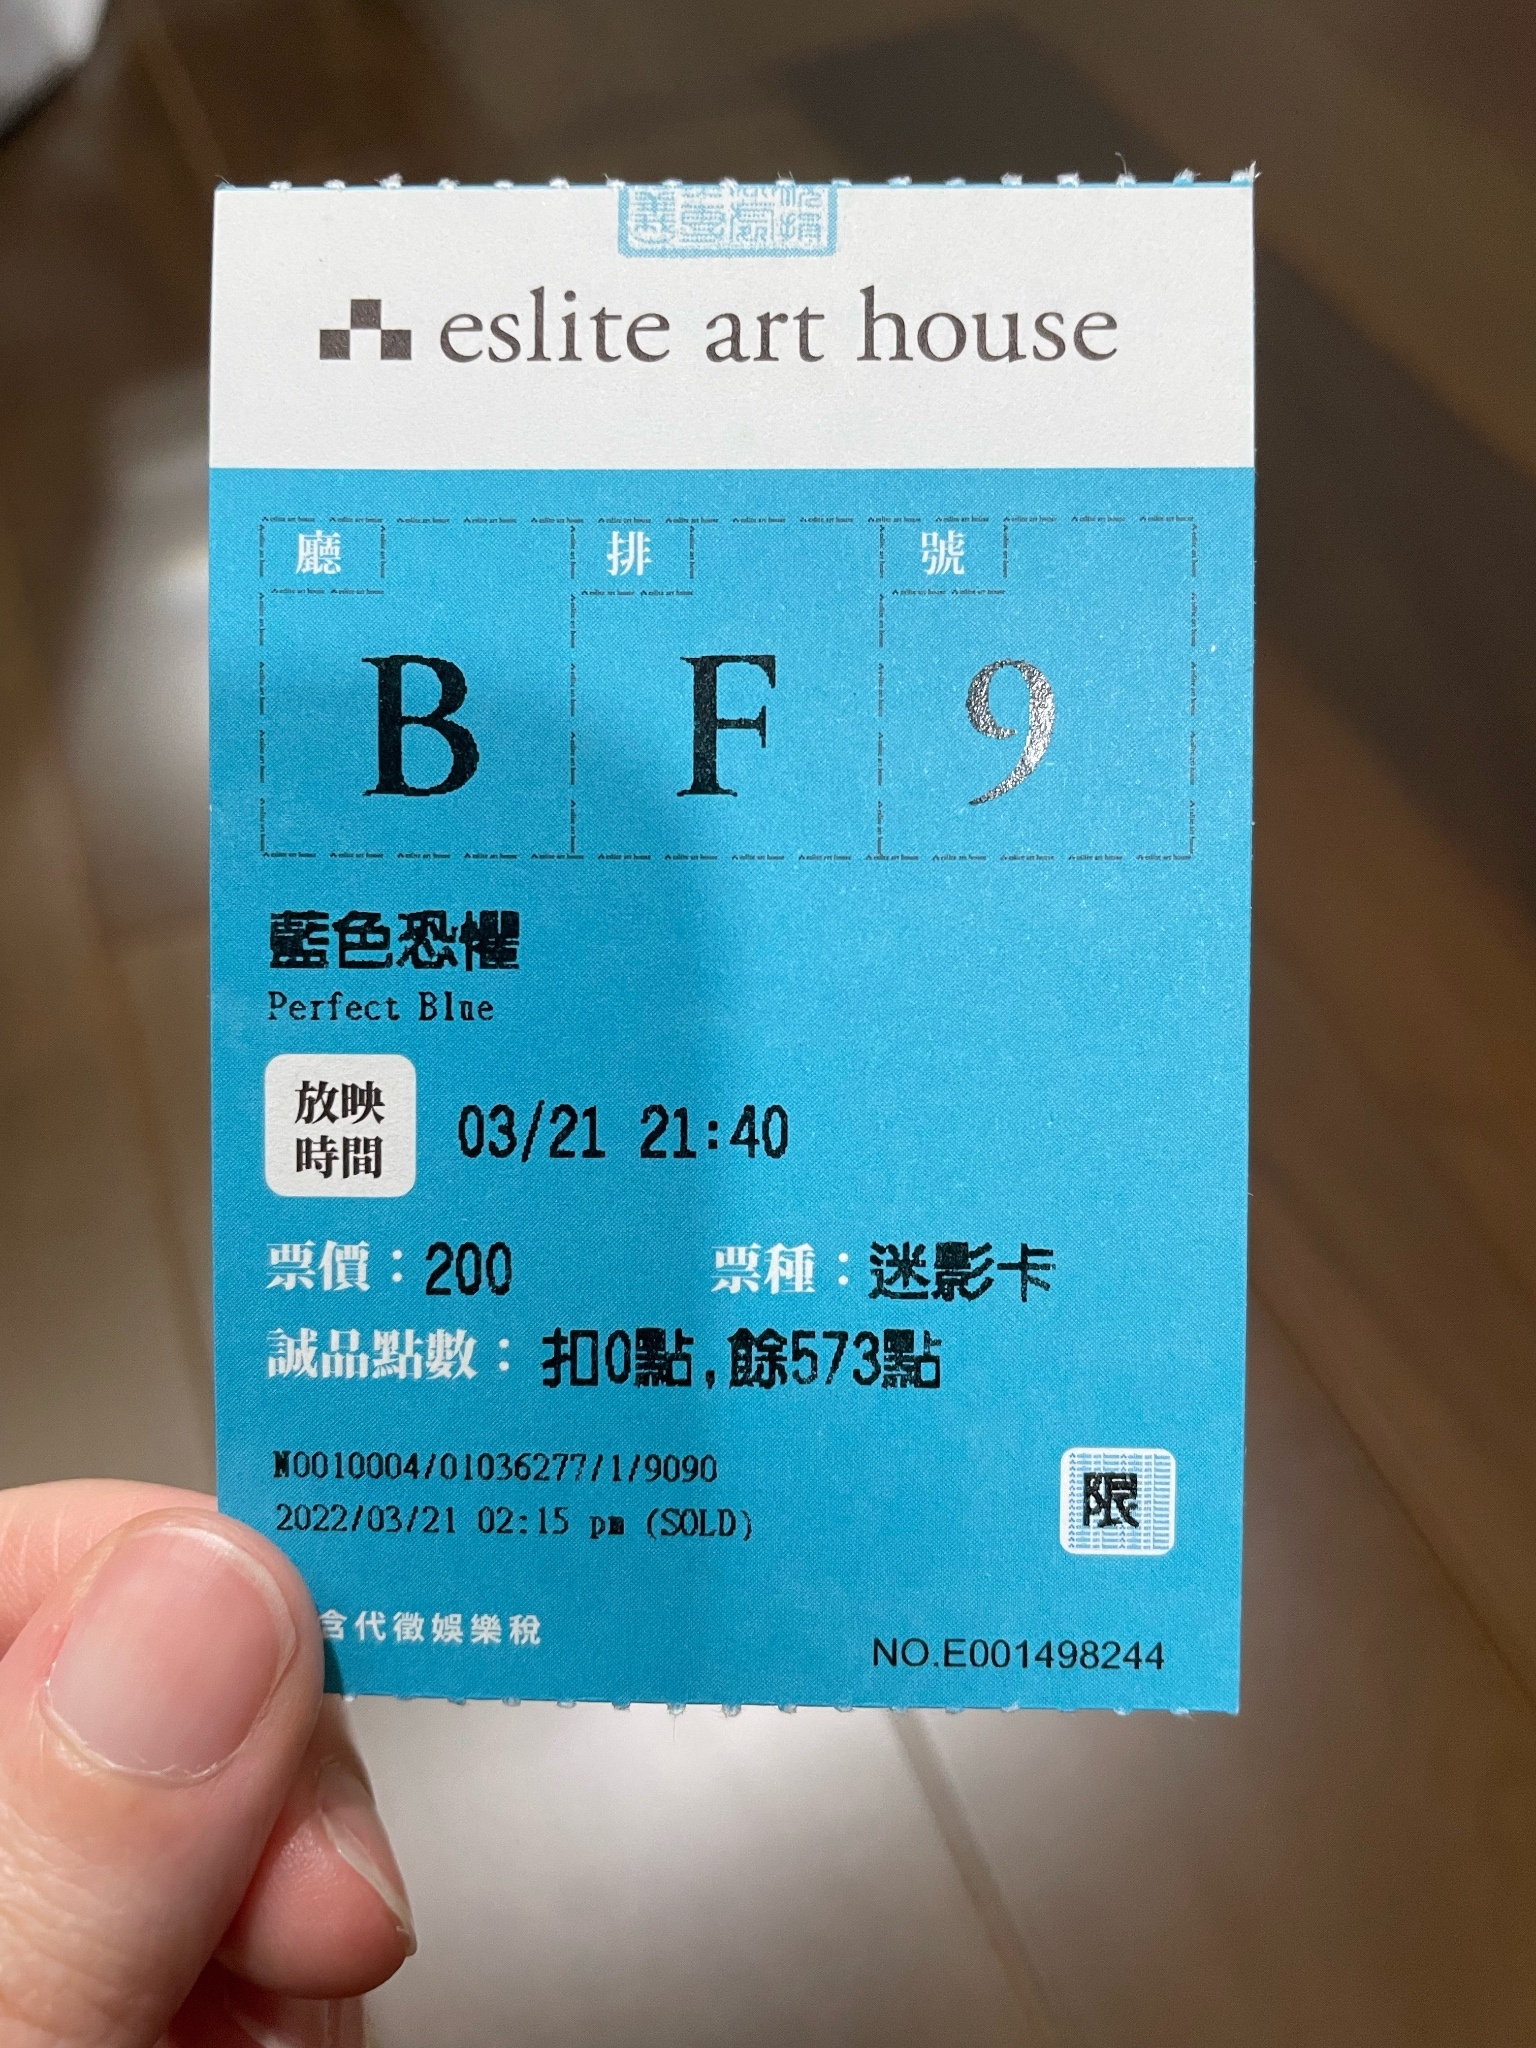 eslite art house
廳 排 號
B F 9
藍色恐懼
Perfect Blue
放映
時間
03/21 21:40
票價：200 票種：迷影卡
誠品點數：扣0點,餘573點
N0010004/01036277/1/9090
2022/03/21 02:15 pm (SOLD)
限
含代徵娛樂稅
NO.E001498244